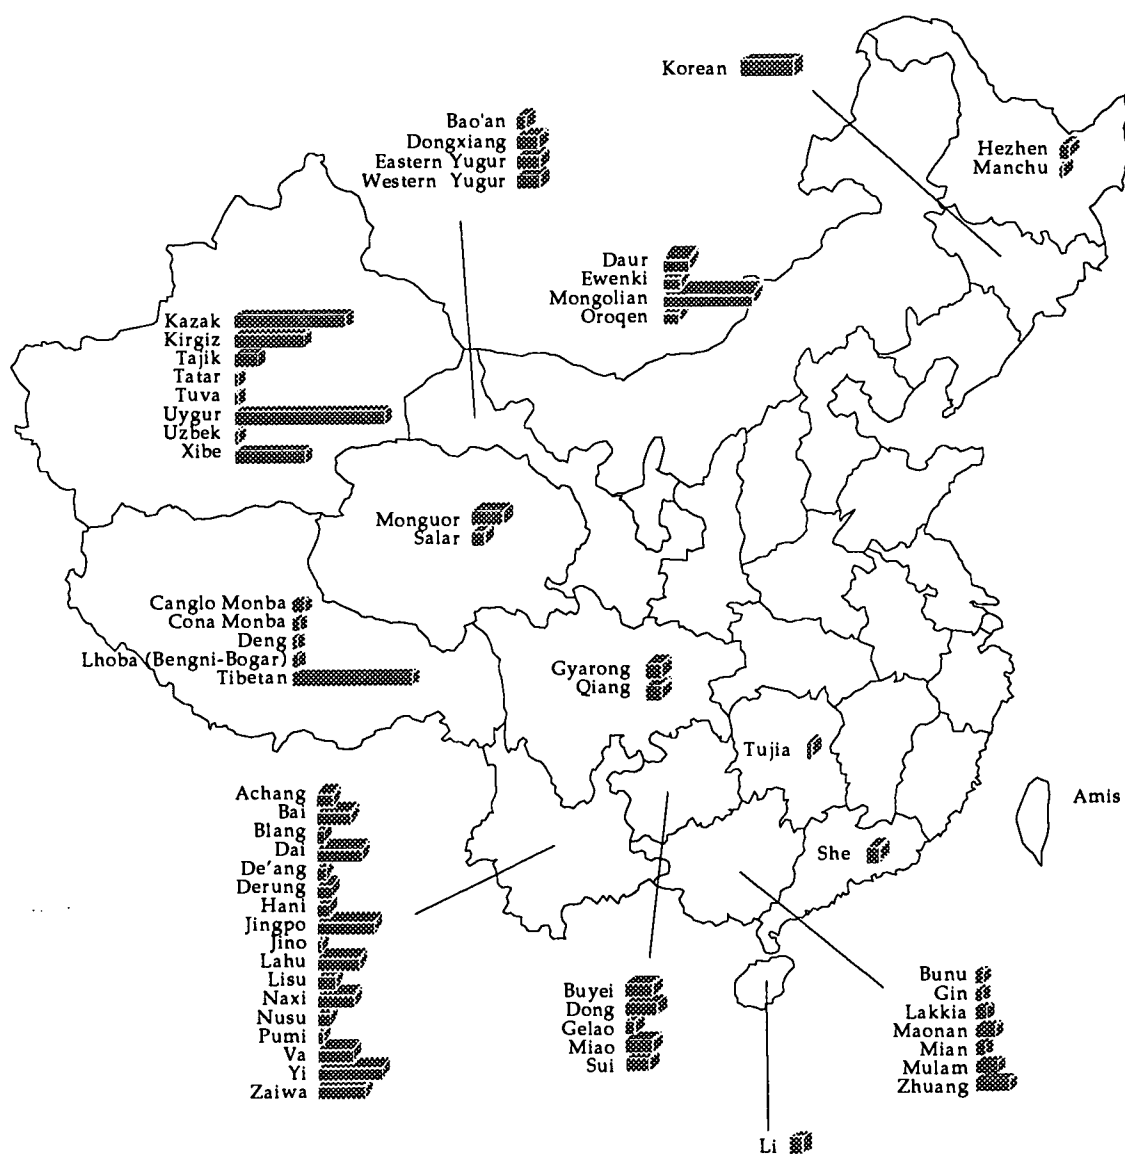 Korean
Bao'an
Dongxiang
Eastern Yugur
Western Yugur
Hezhen
Manchu
Daur
Ewenki
Mongolian
Oroqen
Kazak
Kirgiz
Tajik
Tatar
Tuva
Uygur
Uzbek
Xibe
Monguor
Salar
Canglo Monba
Cona Monba
Deng
Lhoba (Bengni-Bogar)
Tibetan
Gyarong
Qiang
Tujia
Amis
She
Achang
Bai
Blang
Dai
De'ang
Derung
Hani
Jingpo
Jino
Lahu
Lisu
Naxi
Nusu
Pumi
Va
Yi
Zaiwa
Buyei
Dong
Gelao
Miao
Sui
Bunu
Gin
Lakkia
Maonan
Mian
Mulam
Zhuang
Li